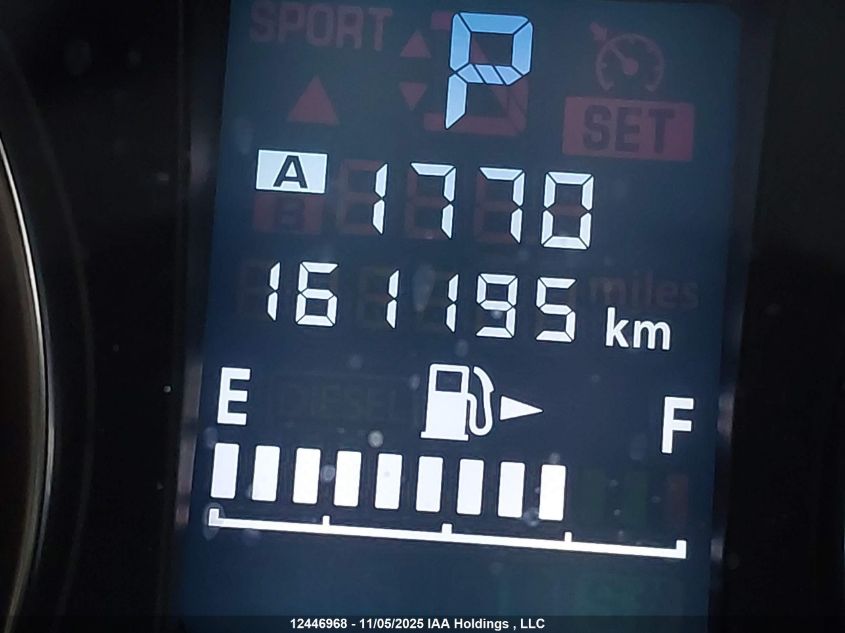 SPORT P
SET
A 1770
B
161195 km miles
DIESEL
E F
12446968 - 11/05/2025 IAA Holdings , LLC